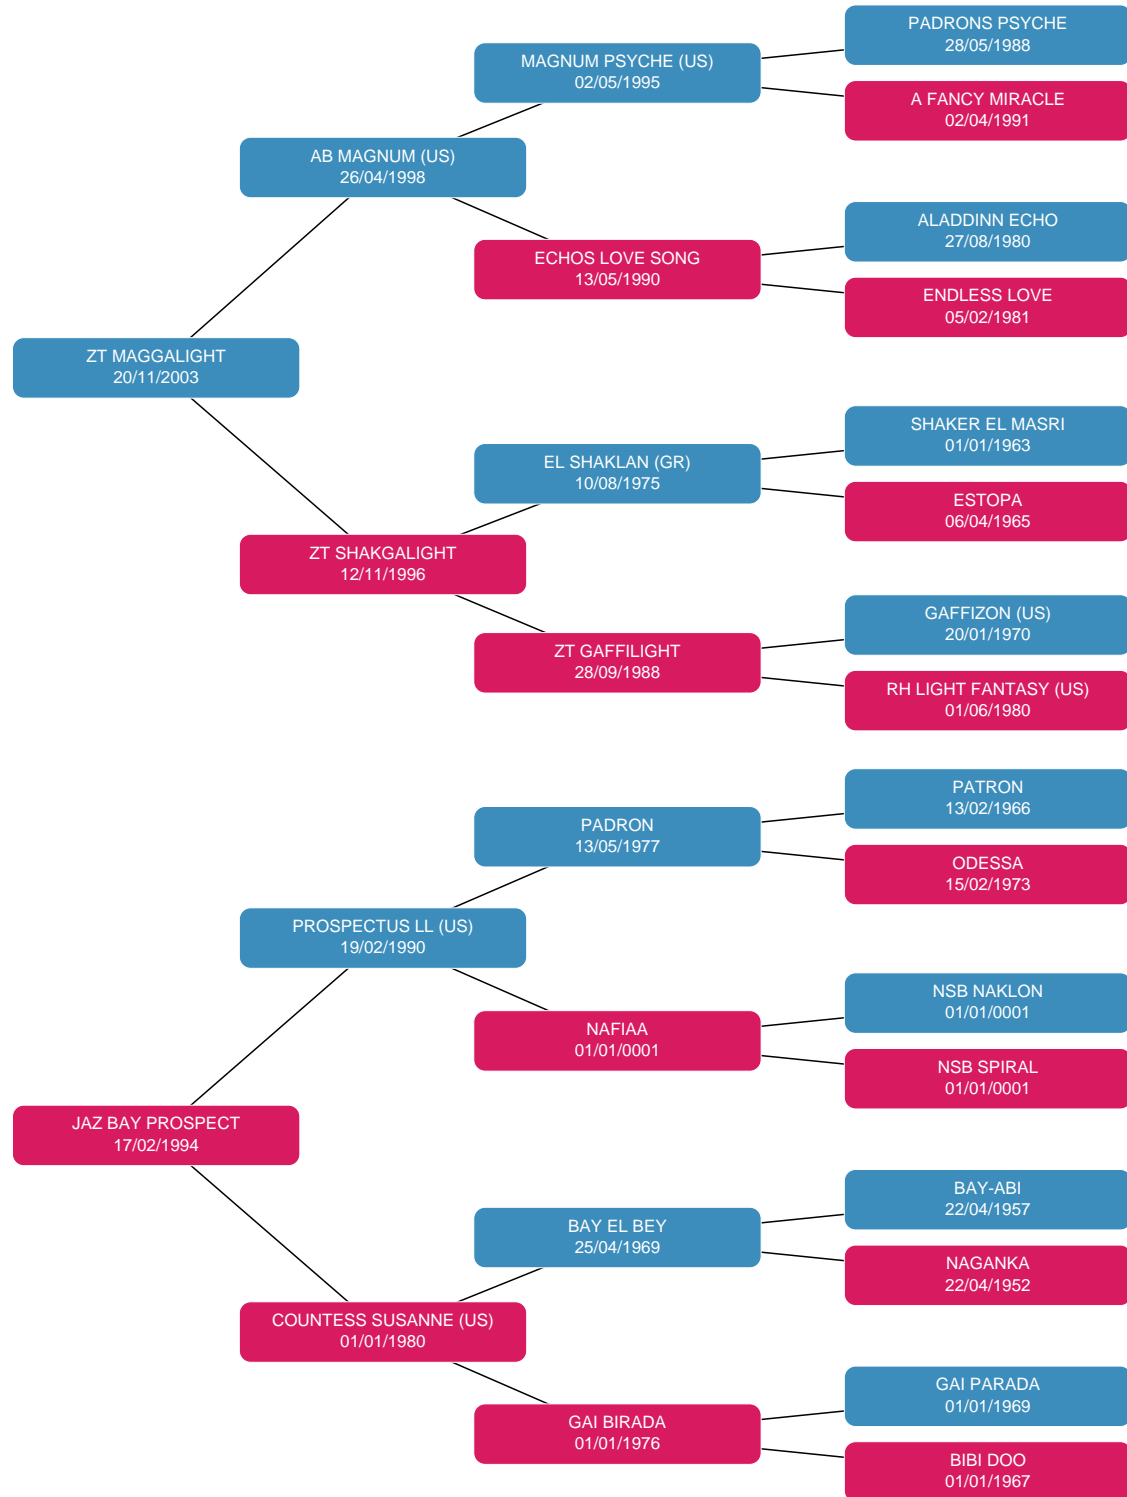 PADRONS PSYCHE
28/05/1988
MAGNUM PSYCHE (US)
02/05/1995
A FANCY MIRACLE
02/04/1991
AB MAGNUM (US)
26/04/1998
ALADDINN ECHO
27/08/1980
ECHOS LOVE SONG
13/05/1990
ENDLESS LOVE
05/02/1981
ZT MAGGALIGHT
20/11/2003
SHAKER EL MASRI
01/01/1963
EL SHAKLAN (GR)
10/08/1975
ESTOPA
06/04/1965
ZT SHAKGALIGHT
12/11/1996
GAFFIZON (US)
20/01/1970
ZT GAFFILIGHT
28/09/1988
RH LIGHT FANTASY (US)
01/06/1980
PATRON
13/02/1966
PADRON
13/05/1977
ODESSA
15/02/1973
PROSPECTUS LL (US)
19/02/1990
NSB NAKLON
01/01/0001
NAFIAA
01/01/0001
NSB SPIRAL
01/01/0001
JAZ BAY PROSPECT
17/02/1994
BAY-ABI
22/04/1957
BAY EL BEY
25/04/1969
NAGANKA
22/04/1952
COUNTESS SUSANNE (US)
01/01/1980
GAI PARADA
01/01/1969
GAI BIRADA
01/01/1976
BIBI DOO
01/01/1967